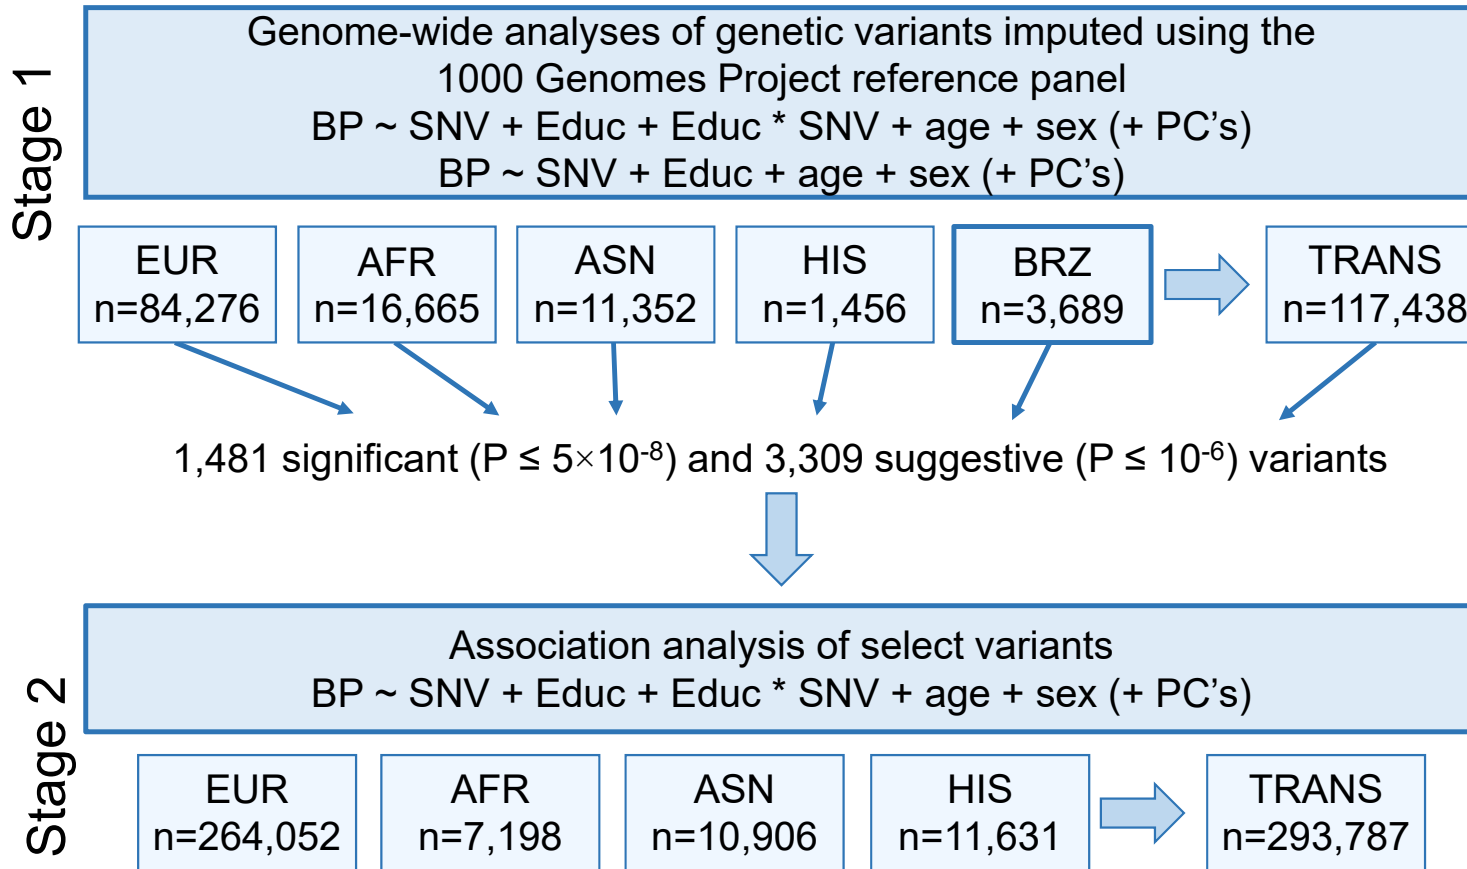 Stage 1
Genome-wide analyses of genetic variants imputed using the
1000 Genomes Project reference panel
BP ~ SNV + Educ + Educ * SNV + age + sex (+ PC's)
BP ~ SNV + Educ + age + sex (+ PC's)
EUR
n=84,276
AFR
n=16,665
ASN
n=11,352
HIS
n=1,456
BRZ
n=3,689
TRANS
n=117,438
1,481 significant (P ≤ 5×10⁻⁸) and 3,309 suggestive (P ≤ 10⁻⁶) variants
Stage 2
Association analysis of select variants
BP ~ SNV + Educ + Educ * SNV + age + sex (+ PC's)
EUR
n=264,052
AFR
n=7,198
ASN
n=10,906
HIS
n=11,631
TRANS
n=293,787